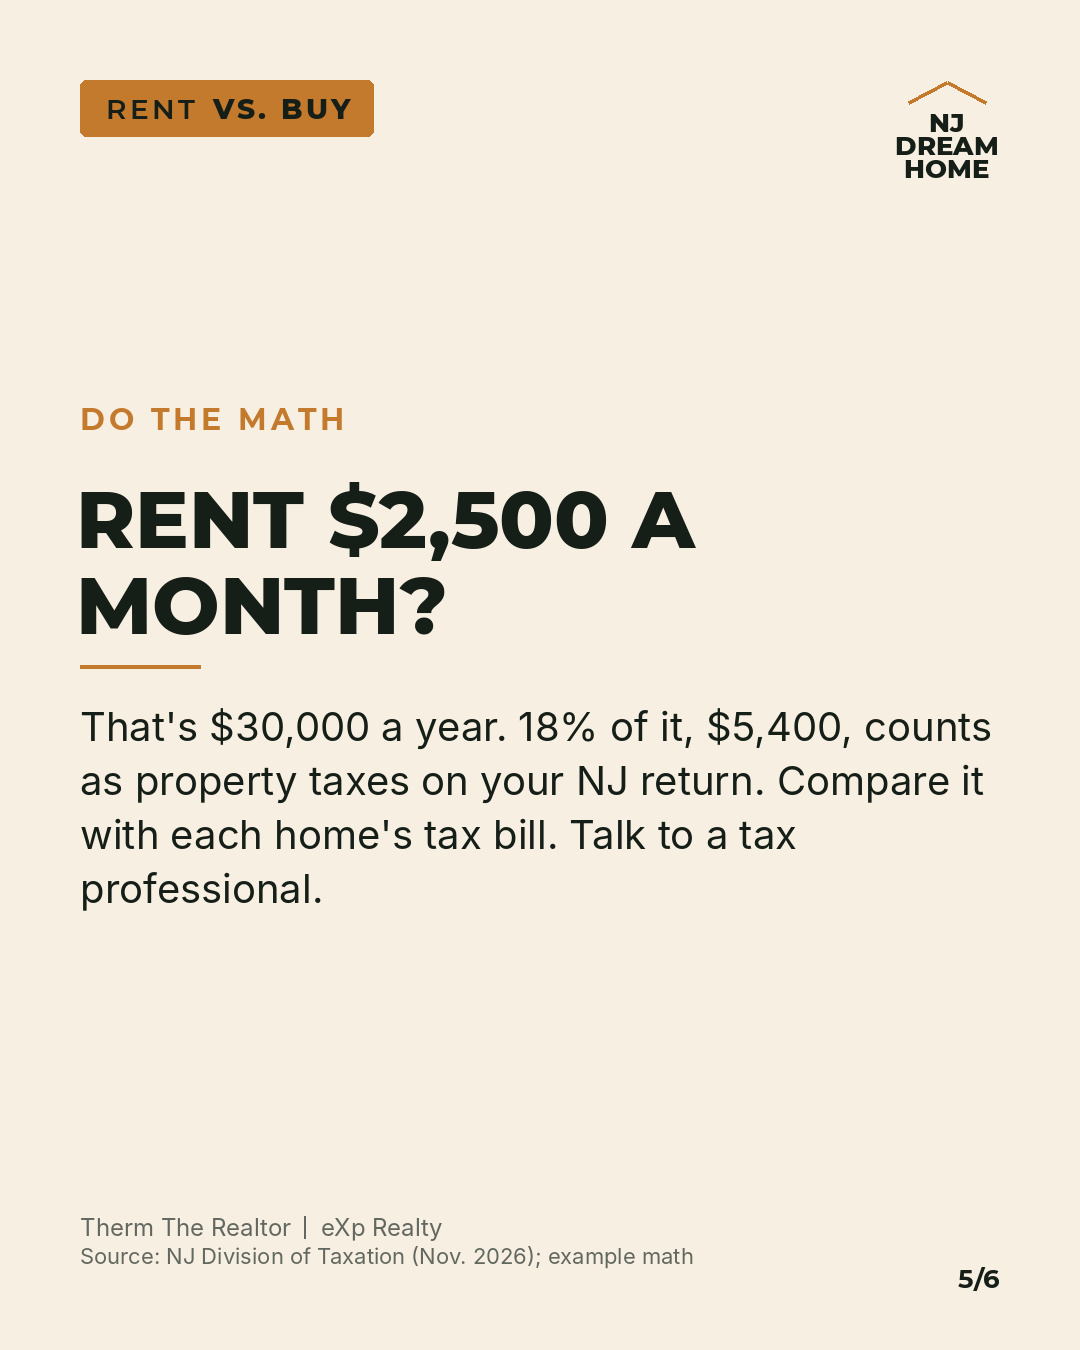 RENT VS. BUY
NJ
DREAM
HOME
DO THE MATH
RENT $2,500 A
MONTH?
That's $30,000 a year. 18% of it, $5,400, counts
as property taxes on your NJ return. Compare it
with each home's tax bill. Talk to a tax
professional.
Therm The Realtor | eXp Realty
Source: NJ Division of Taxation (Nov. 2026); example math
5/6